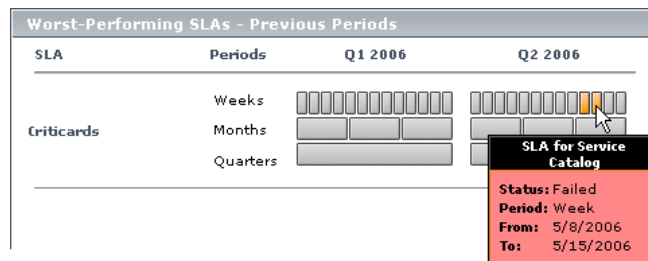 Worst-Performing SLAs - Previous Periods
SLA Periods Q1 2006 Q2 2006
Weeks
Criticards Months
Quarters
SLA for Service
Catalog
Status: Failed
Period: Week
From: 5/8/2006
To: 5/15/2006